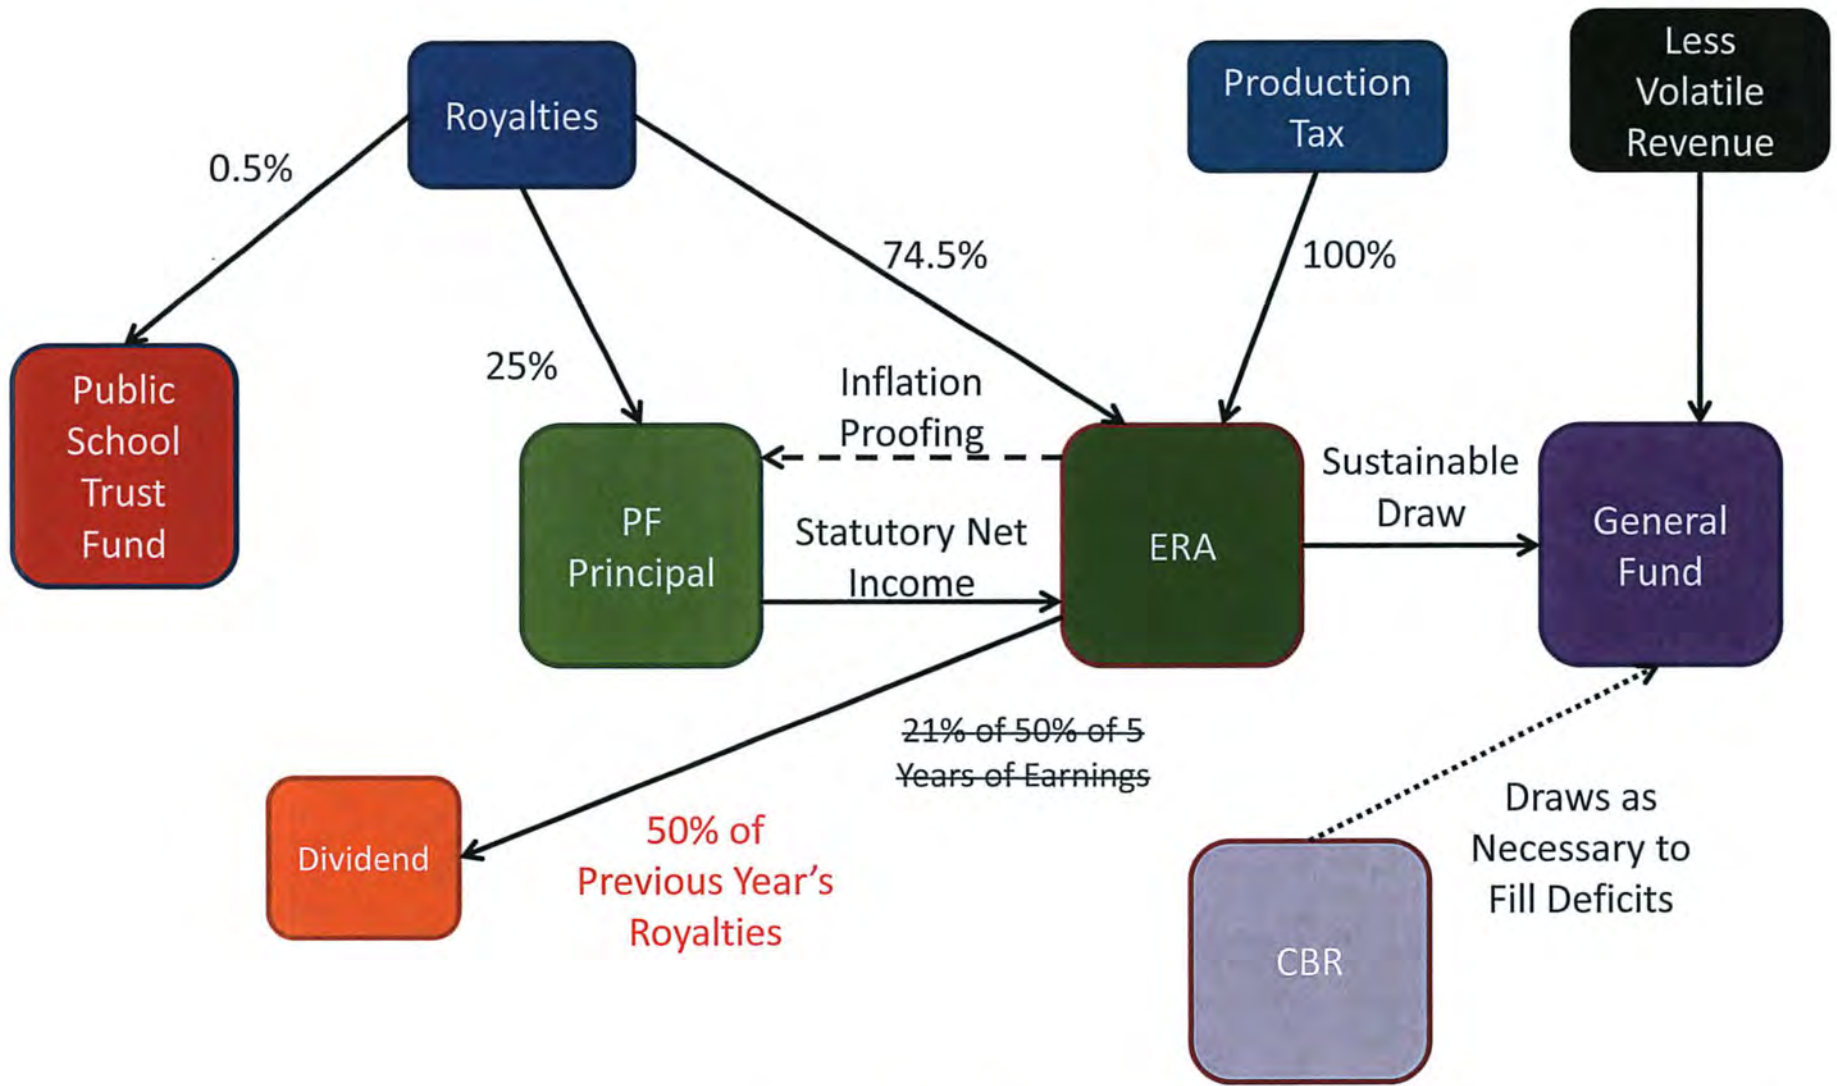 Royalties
Production
Tax
Less
Volatile
Revenue
0.5%
74.5%
100%
25%
Public
School
Trust
Fund
Inflation
Proofing
PF
Principal
Statutory Net
Income
ERA
Sustainable
Draw
General
Fund
21% of 50% of 5
Years of Earnings
50% of
Previous Year’s
Royalties
Dividend
Draws as
Necessary to
Fill Deficits
CBR